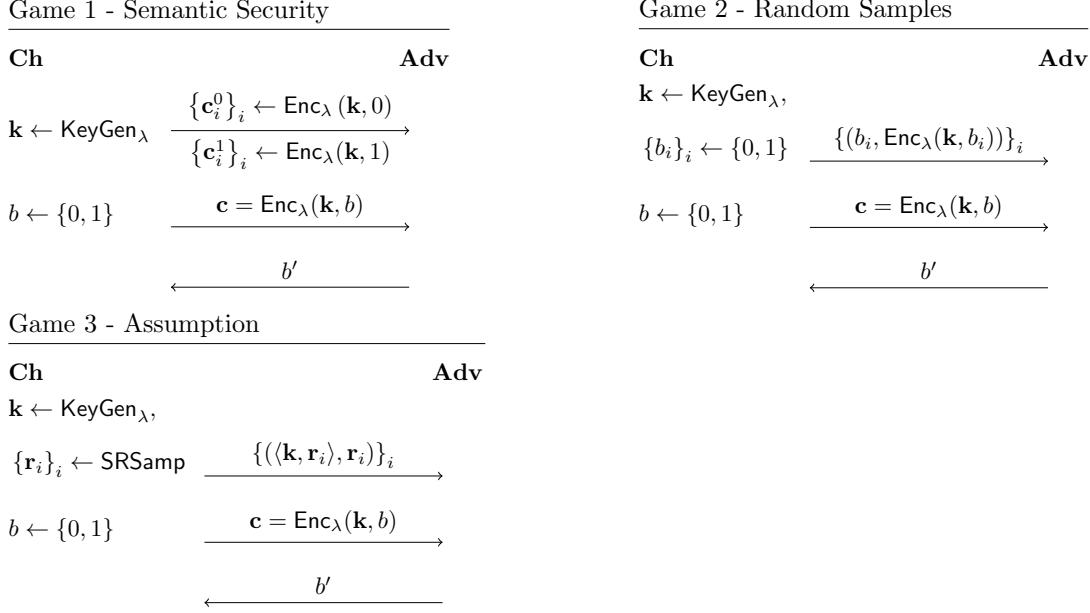 Game 1 - Semantic Security
Ch Adv
k ← KeyGen_λ
{c_i^0}_i ← Enc_λ (k, 0)
{c_i^1}_i ← Enc_λ(k, 1)
b ← {0, 1} c = Enc_λ(k, b)
b′
Game 2 - Random Samples
Ch Adv
k ← KeyGen_λ,
{b_i}_i ← {0, 1} {(b_i, Enc_λ(k, b_i))}_i
b ← {0, 1} c = Enc_λ(k, b)
b′
Game 3 - Assumption
Ch Adv
k ← KeyGen_λ,
{r_i}_i ← SRSamp {(⟨k, r_i⟩, r_i)}_i
b ← {0, 1} c = Enc_λ(k, b)
b′